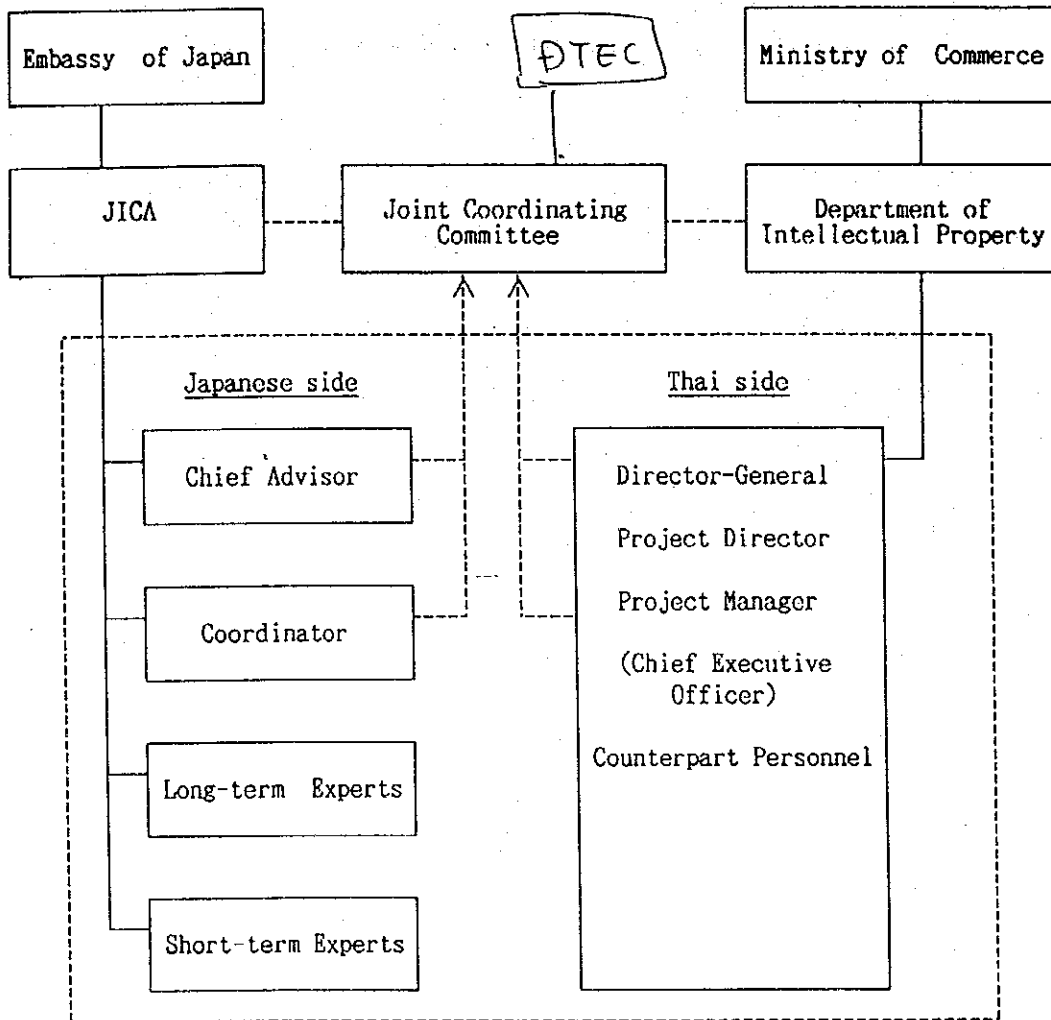 Embassy of Japan
DTEC
Ministry of Commerce
JICA
Joint Coordinating
Committee
Department of
Intellectual Property
Japanese side
Thai side
Chief Advisor
Director-General
Project Director
Project Manager
Coordinator
(Chief Executive
Officer)
Counterpart Personnel
Long-term Experts
Short-term Experts